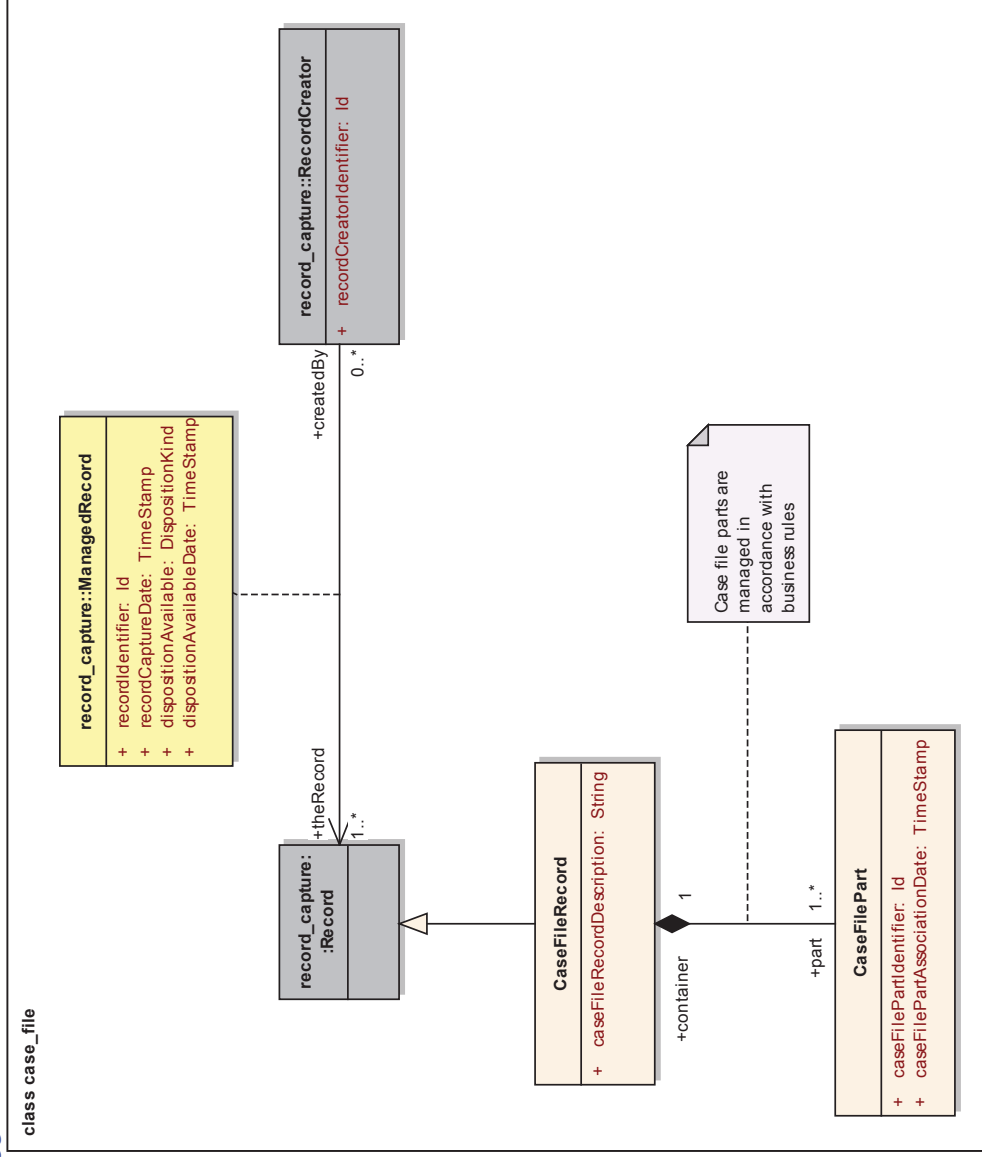 class case_file
record_capture::ManagedRecord
+ recordIdentifier: Id
+ recordCaptureDate: TimeStamp
+ dispositionAvailable: DispositionKind
+ dispositionAvailableDate: TimeStamp
record_capture:
:Record
+theRecord
1..*
+createdBy
0..*
record_capture::RecordCreator
+ recordCreatorIdentifier: Id
CaseFileRecord
+ caseFileRecordDescription: String
+container
1
Case file parts are
managed in
accordance with
business rules
+part
1..*
CaseFilePart
+ caseFilePartIdentifier: Id
+ caseFilePartAssociationDate: TimeStamp